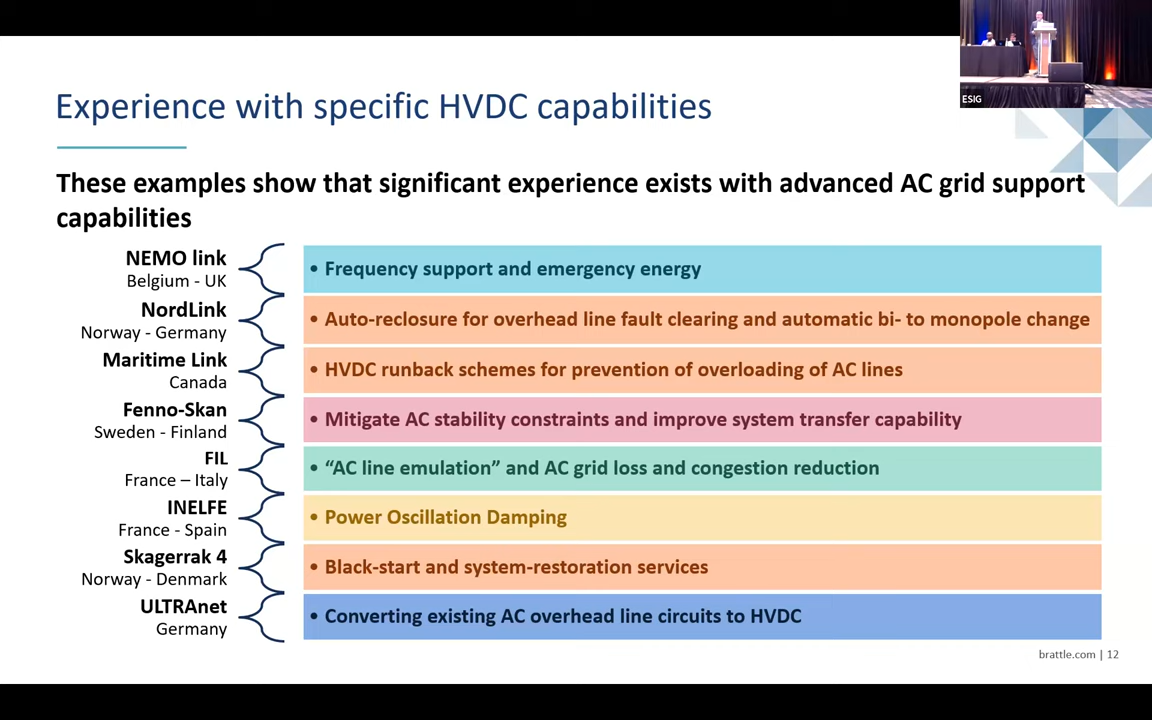 ESIG
Experience with specific HVDC capabilities
These examples show that significant experience exists with advanced AC grid support
capabilities
NEMO link
Belgium - UK
• Frequency support and emergency energy
NordLink
Norway - Germany
• Auto-reclosure for overhead line fault clearing and automatic bi- to monopole change
Maritime Link
Canada
• HVDC runback schemes for prevention of overloading of AC lines
Fenno-Skan
Sweden - Finland
• Mitigate AC stability constraints and improve system transfer capability
FIL
France – Italy
• “AC line emulation” and AC grid loss and congestion reduction
INELFE
France - Spain
• Power Oscillation Damping
Skagerrak 4
Norway - Denmark
• Black-start and system-restoration services
ULTRAnet
Germany
• Converting existing AC overhead line circuits to HVDC
brattle.com | 12